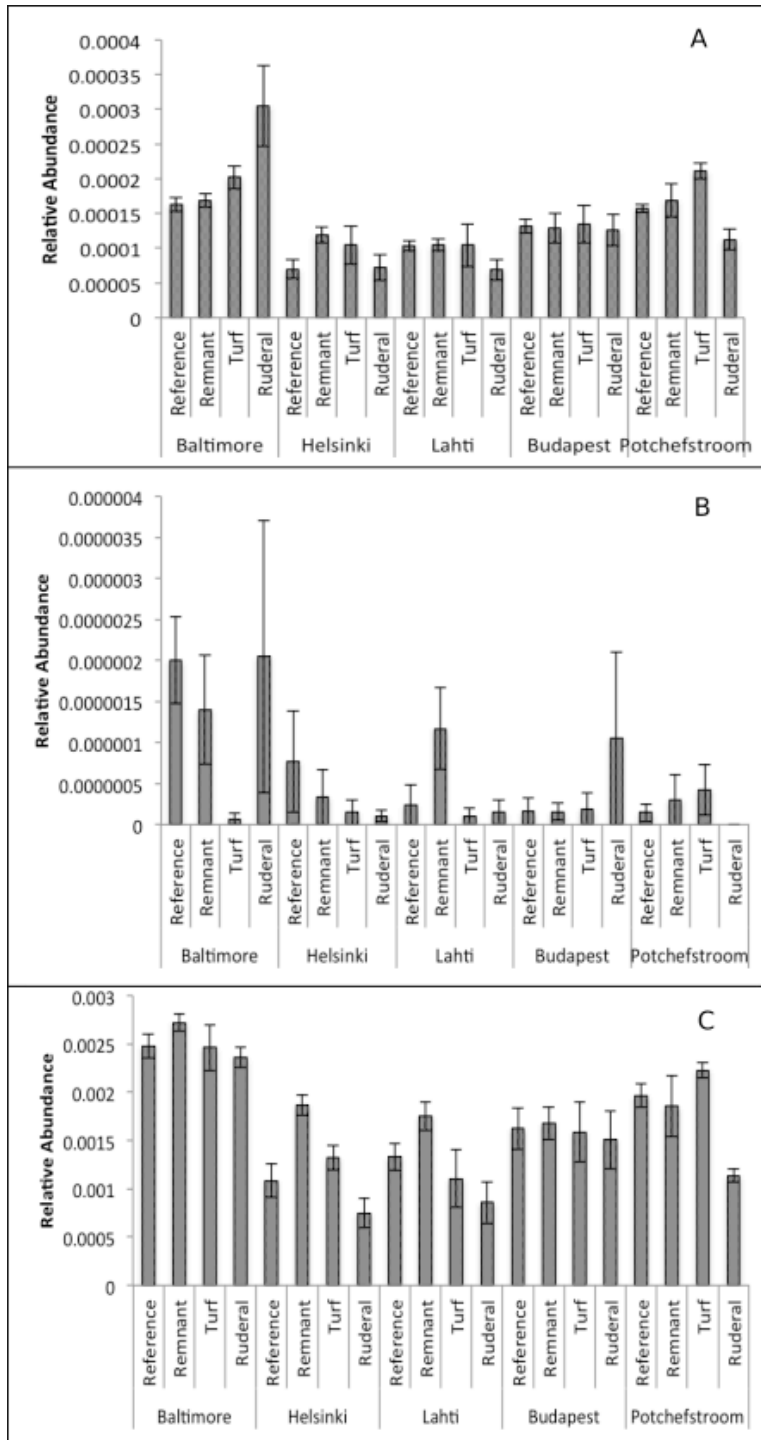 A
Relative Abundance
0.0004
0.00035
0.0003
0.00025
0.0002
0.00015
0.0001
0.00005
0
Reference Remnant Turf Ruderal Reference Remnant Turf Ruderal Reference Remnant Turf Ruderal Reference Remnant Turf Ruderal Reference Remnant Turf Ruderal
Baltimore Helsinki Lahti Budapest Potchefstroom
B
Relative Abundance
0.000004
0.0000035
0.000003
0.0000025
0.000002
0.0000015
0.000001
0.0000005
0
Reference Remnant Turf Ruderal Reference Remnant Turf Ruderal Reference Remnant Turf Ruderal Reference Remnant Turf Ruderal Reference Remnant Turf Ruderal
Baltimore Helsinki Lahti Budapest Potchefstroom
C
Relative Abundance
0.003
0.0025
0.002
0.0015
0.001
0.0005
0
Reference Remnant Turf Ruderal Reference Remnant Turf Ruderal Reference Remnant Turf Ruderal Reference Remnant Turf Ruderal Reference Remnant Turf Ruderal
Baltimore Helsinki Lahti Budapest Potchefstroom